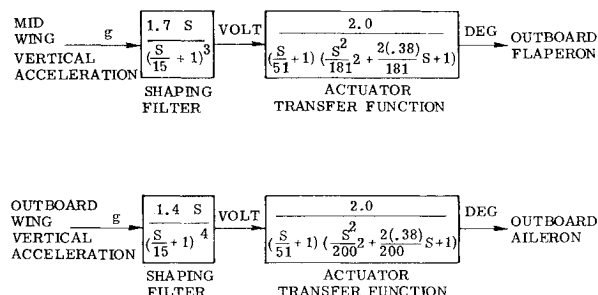 MID
WING
VERTICAL
ACCELERATION
g
1.7 S
(S/15 + 1)^3
SHAPING
FILTER
VOLT
2.0
(S/51 +1) (S^2/181 2 + 2(.38)/181 S+1)
ACTUATOR
TRANSFER FUNCTION
DEG
OUTBOARD
FLAPERON
OUTBOARD
WING
VERTICAL
ACCELERATION
g
1.4 S
(S/15 + 1)^4
SHAPING
FILTER
VOLT
2.0
(S/51 +1) (S^2/200 2 + 2(.38)/200 S+1)
ACTUATOR
TRANSFER FUNCTION
DEG
OUTBOARD
AILERON